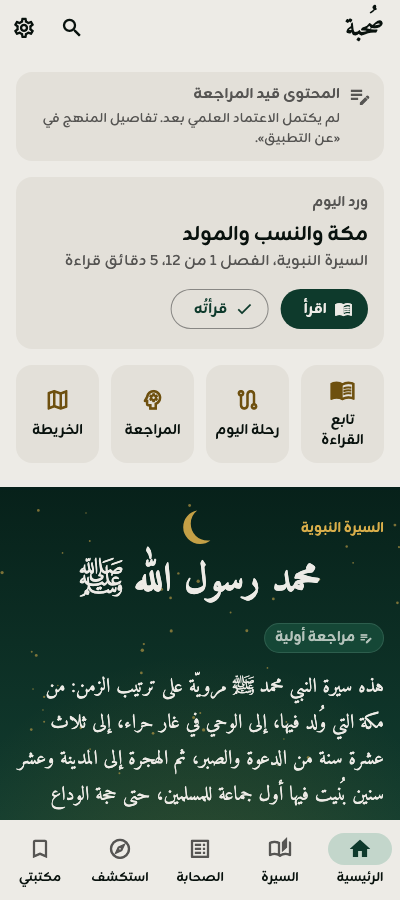 صُحبة
المحتوى قيد المراجعة
لم يكتمل الاعتماد العلمي بعد. تفاصيل المنهج في
«عن التطبيق».
ورد اليوم
مكة والنسب والمولد
السيرة النبوية، الفصل 1 من 12، 5 دقائق قراءة
اقرأ
قرأتُه
تابع
القراءة
رحلة اليوم
المراجعة
الخريطة
السيرة النبوية
محمد رسول الله ﷺ
مراجعة أولية
هذه سيرة النبي محمد ﷺ مرويّة على ترتيب الزمن: من
مكة التي وُلد فيها، إلى الوحي في غار حراء، إلى ثلاث
عشرة سنة من الدعوة والصبر، ثم الهجرة إلى المدينة وعشر
سنين بُنيت فيها أول جماعة للمسلمين، حتى حجة الوداع
الرئيسية
السيرة
الصحابة
استكشف
مكتبتي